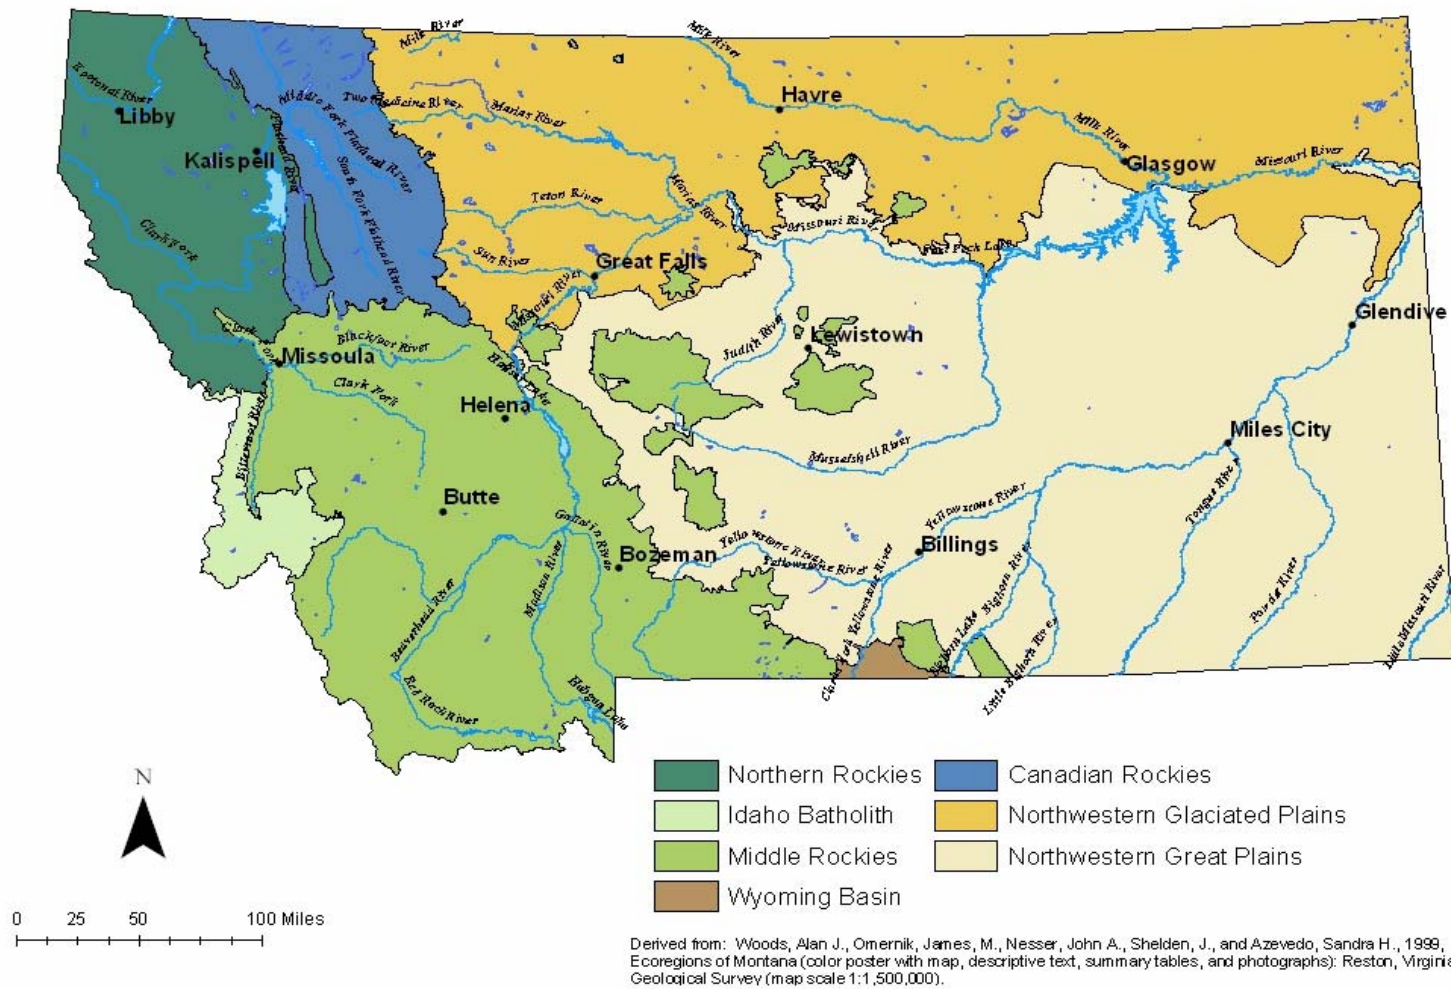 Milk River
Milk River
Kootenai River
Libby
Havre
Middle Fork Flathead River
Two Medicine River
Marias River
Milk River
Kalispell
Flathead River
South Fork Flathead River
Glasgow
Missouri River
Teton River
Marias River
Clark Fork
Missouri River
Sun River
Great Falls
Fort Peck Lake
Missouri River
Glendive
Clark Fork
Blackfoot River
Missoula
Judith River
Lewistown
Holter Lake
Clark Fork
Helena
Bitterroot River
Musselshell River
Miles City
Butte
Tongue River
Gallatin River
Yellowstone River
Bozeman
Yellowstone River
Yellowstone River
Billings
Madison River
Beaverhead River
Clarks Fork Yellowstone River
Bighorn Lake
Bighorn River
Little Bighorn River
Powder River
Little Missouri River
Red Rock River
Hebgen Lake
N
Northern Rockies
Canadian Rockies
Idaho Batholith
Northwestern Glaciated Plains
Middle Rockies
Northwestern Great Plains
Wyoming Basin
0 25 50 100 Miles
Derived from: Woods, Alan J., Omernik, James, M., Nesser, John A., Shelden, J., and Azevedo, Sandra H., 1999,
Ecoregions of Montana (color poster with map, descriptive text, summary tables, and photographs): Reston, Virginia
Geological Survey (map scale 1:1,500,000).